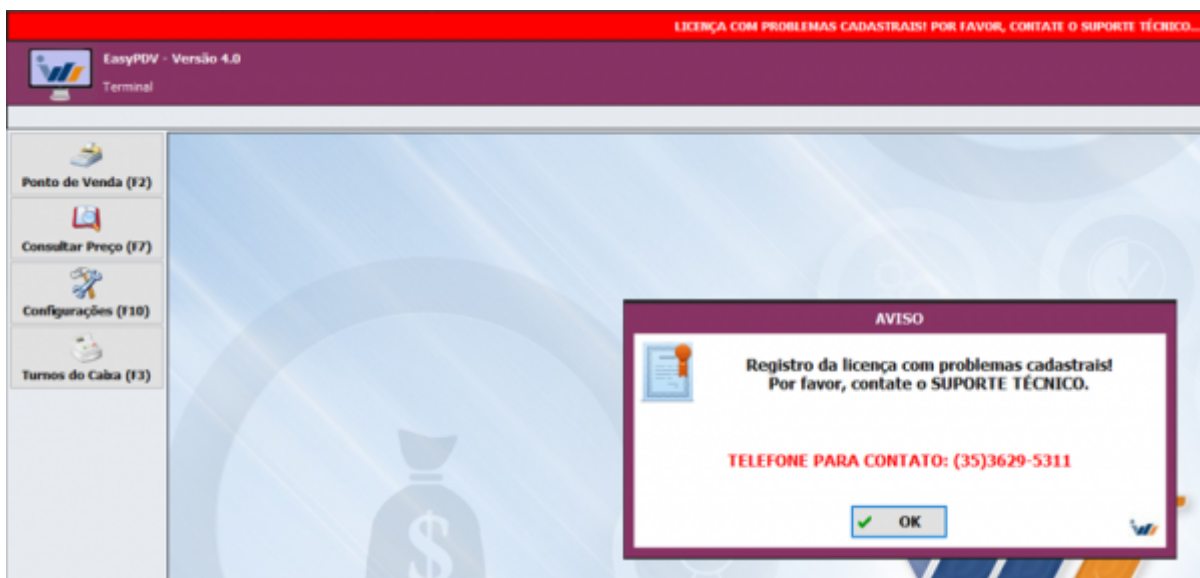 LICENÇA COM PROBLEMAS CADASTRAIS! POR FAVOR, CONTATE O SUPORTE TÉCNICO...
EasyPDV - Versão 4.0
Terminal
Ponto de Venda (F2)
Consultar Preço (F7)
Configurações (F10)
Turnos do Caixa (F3)
AVISO
Registro da licença com problemas cadastrais!
Por favor, contate o SUPORTE TÉCNICO.
TELEFONE PARA CONTATO: (35)3629-5311
OK